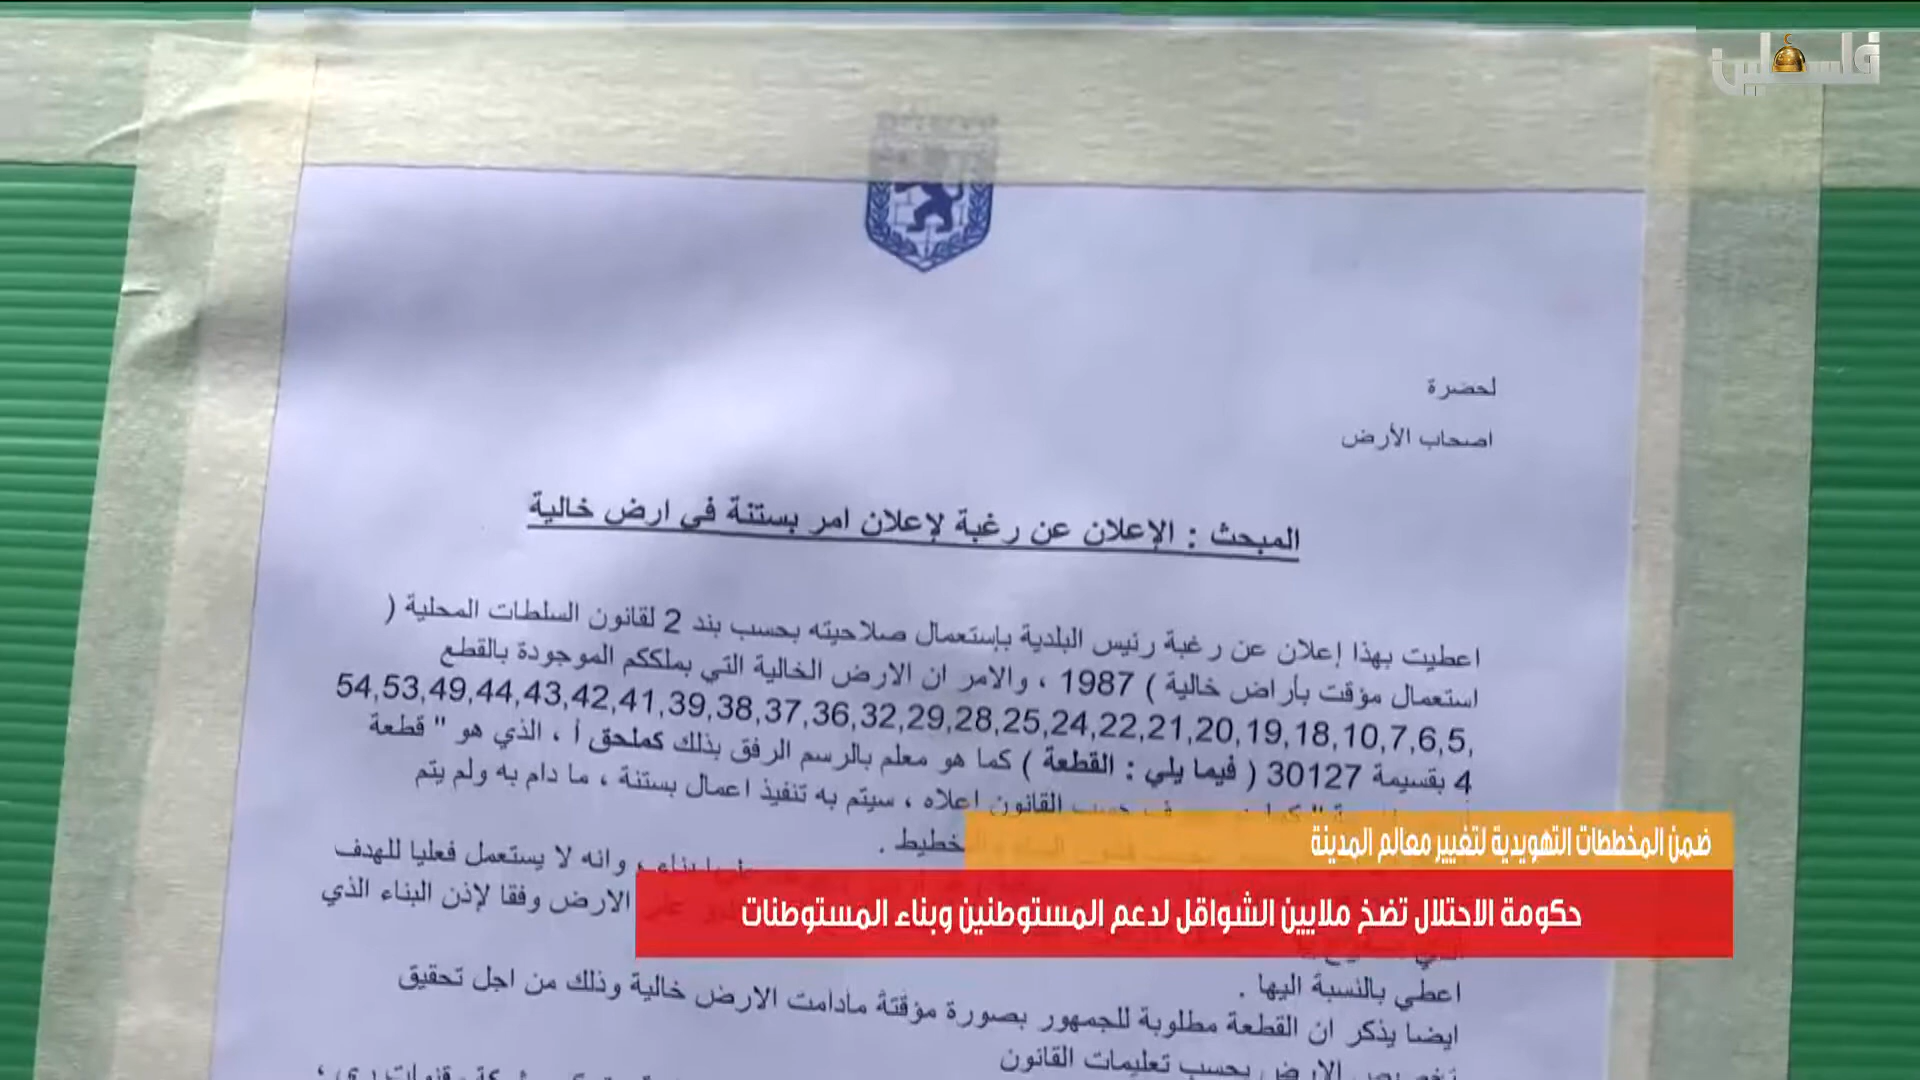 فلسطين
لحضرة
اصحاب الأرض
المبحث : الإعلان عن رغبة لإعلان امر بستنة في ارض خالية
اعطيت بهذا إعلان عن رغبة رئيس البلدية بإستعمال صلاحيته بحسب بند 2 لقانون السلطات المحلية (
استعمال مؤقت بأراض خالية ) 1987 ، والامر ان الارض الخالية التي بملككم الموجودة بالقطع
54,53,49,44,43,42,41,39,38,37,36,32,29,28,25,24,22,21,20,19,18,10,7,6,5,
4 بقسيمة 30127 ( فيما يلي : القطعة ) كما هو معلم بالرسم الرفق بذلك كملحق أ ، الذي هو " قطعة
القانون اعلاه ، سيتم به تنفيذ اعمال بستنة ، ما دام به ولم يتم
ضمن المخططات التهويدية لتغيير معالم المدينة
، وانه لا يستعمل فعليا للهدف
الارض وفقا لإذن البناء الذي
حكومة الاحتلال تضخ ملايين الشواقل لدعم المستوطنين وبناء المستوطنات
اعطي بالنسبة اليها .
ايضا يذكر ان القطعة مطلوبة للجمهور بصورة مؤقتة مادامت الارض خالية وذلك من اجل تحقيق
الارض بحسب تعليمات القانون